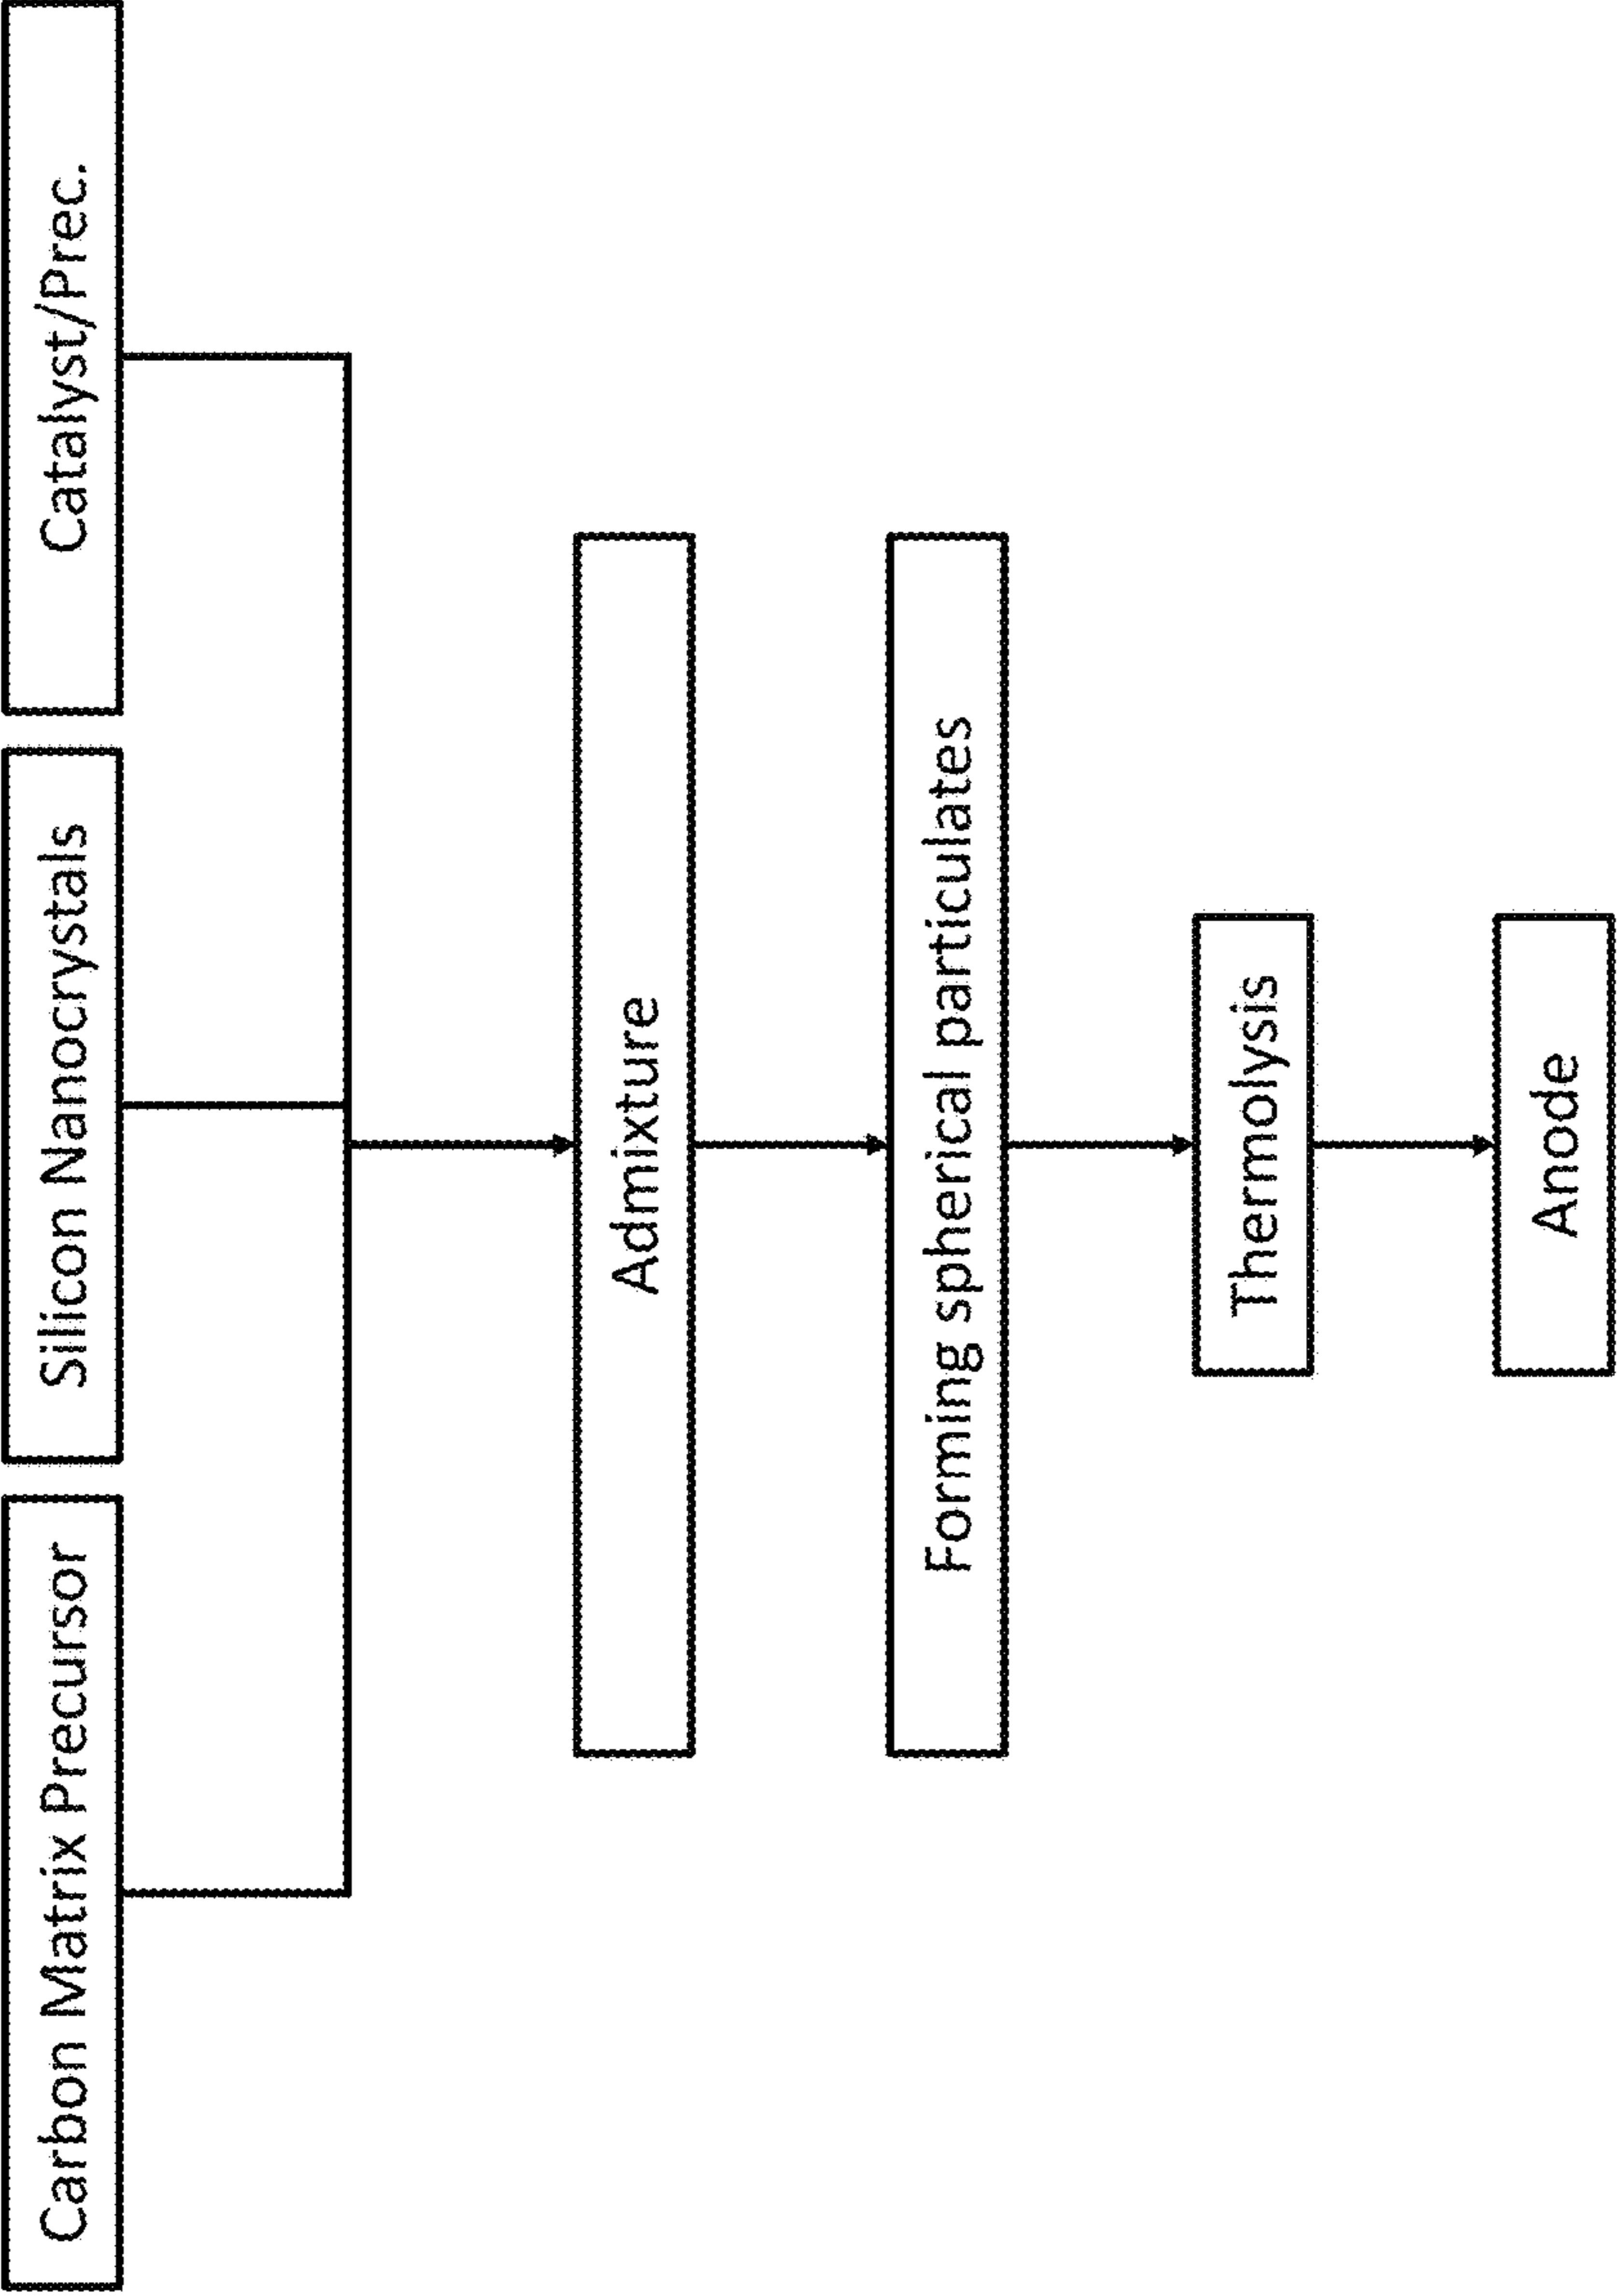 Carbon Matrix Precursor
Silicon Nanocrystals
Catalyst/Prec.
Admixture
Forming spherical particulates
Thermolysis
Anode